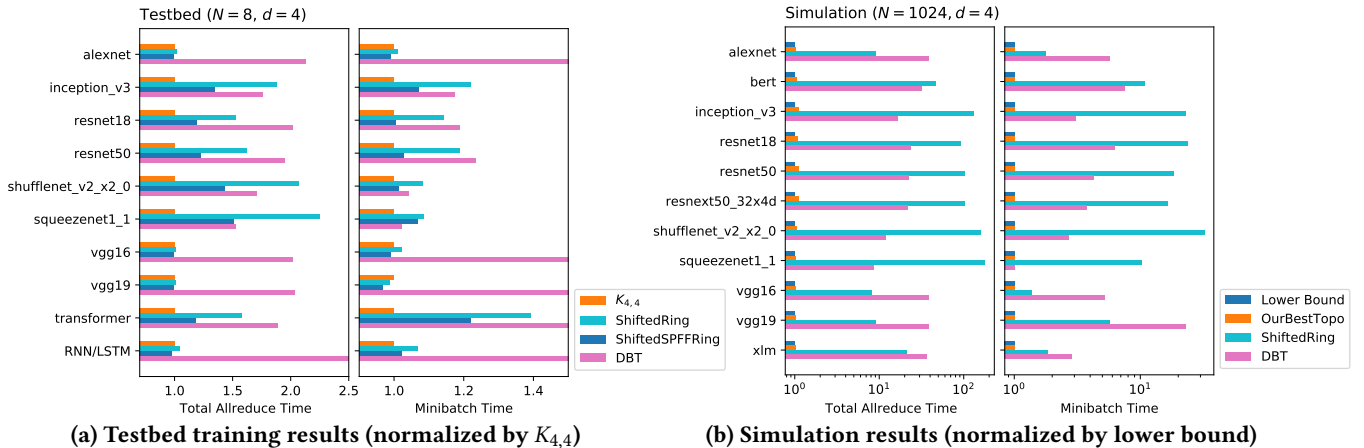 Testbed (N = 8, d = 4)
alexnet
inception_v3
resnet18
resnet50
shufflenet_v2_x2_0
squeezenet1_1
vgg16
vgg19
transformer
RNN/LSTM
1.0 1.5 2.0 2.5
Total Allreduce Time
1.0 1.2 1.4
Minibatch Time
K4,4
ShiftedRing
ShiftedSPFFRing
DBT
(a) Testbed training results (normalized by K4,4)
Simulation (N = 1024, d = 4)
alexnet
bert
inception_v3
resnet18
resnet50
resnext50_32x4d
shufflenet_v2_x2_0
squeezenet1_1
vgg16
vgg19
xlm
10^0 10^1 10^2
Total Allreduce Time
10^0 10^1
Minibatch Time
Lower Bound
OurBestTopo
ShiftedRing
DBT
(b) Simulation results (normalized by lower bound)